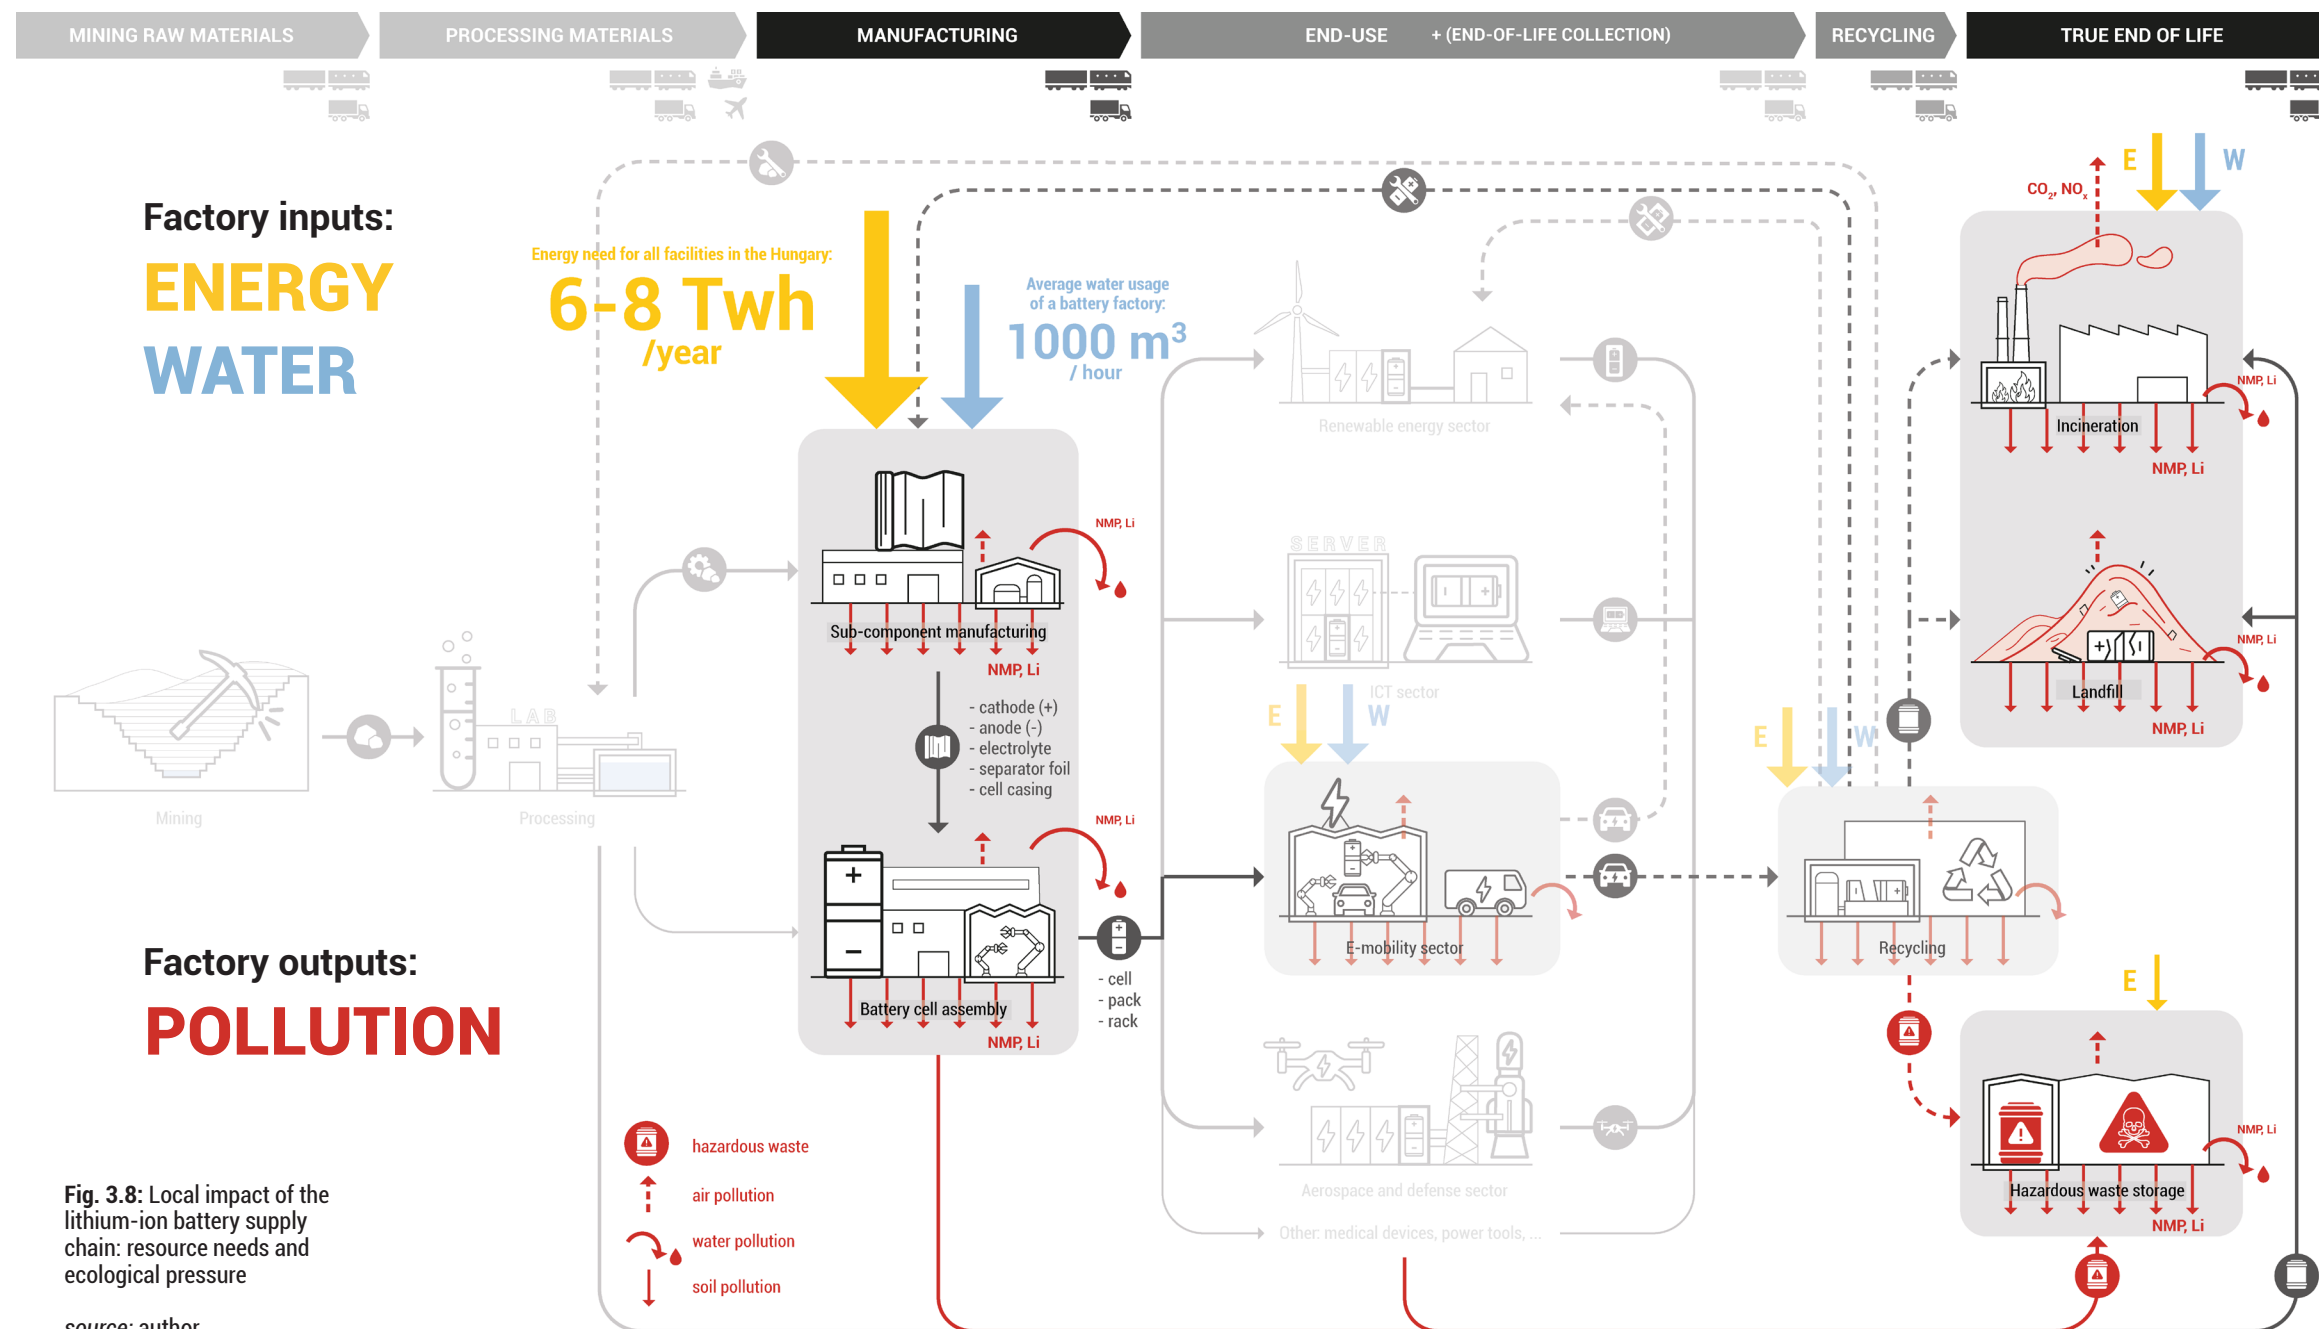 MINING RAW MATERIALS
PROCESSING MATERIALS
MANUFACTURING
END-USE + (END-OF-LIFE COLLECTION)
RECYCLING
TRUE END OF LIFE
Factory inputs:
ENERGY
WATER
Energy need for all facilities in the Hungary:
6-8 Twh
/year
Average water usage
of a battery factory:
1000 m³
/ hour
CO₂, NOₓ
E
W
NMP, Li
Incineration
NMP, Li
Renewable energy sector
NMP, Li
Sub-component manufacturing
NMP, Li
SERVER
ICT sector
NMP, Li
Landfill
NMP, Li
- cathode (+)
- anode (-)
- electrolyte
- separator foil
- cell casing
LAB
Mining
Processing
E
W
E
W
NMP, Li
Battery cell assembly
NMP, Li
- cell
- pack
- rack
E-mobility sector
Recycling
Factory outputs:
POLLUTION
E
NMP, Li
Hazardous waste storage
NMP, Li
Aerospace and defense sector
Other: medical devices, power tools, ...
hazardous waste
air pollution
water pollution
soil pollution
Fig. 3.8: Local impact of the
lithium-ion battery supply
chain: resource needs and
ecological pressure
source: author